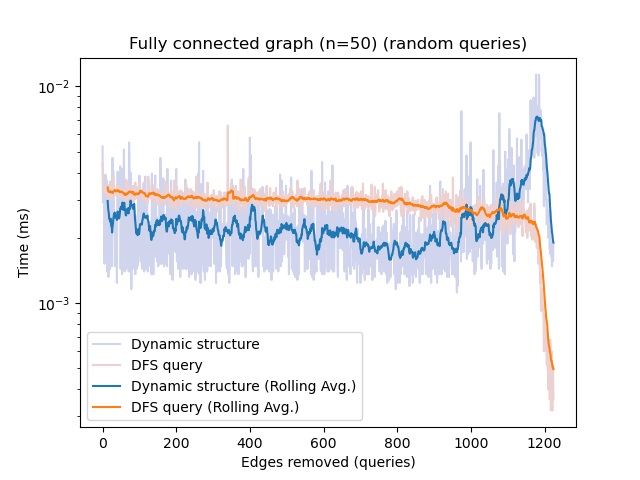 Fully connected graph (n=50) (random queries)
Time (ms)
10⁻²
10⁻³
Dynamic structure
DFS query
Dynamic structure (Rolling Avg.)
DFS query (Rolling Avg.)
0 200 400 600 800 1000 1200
Edges removed (queries)